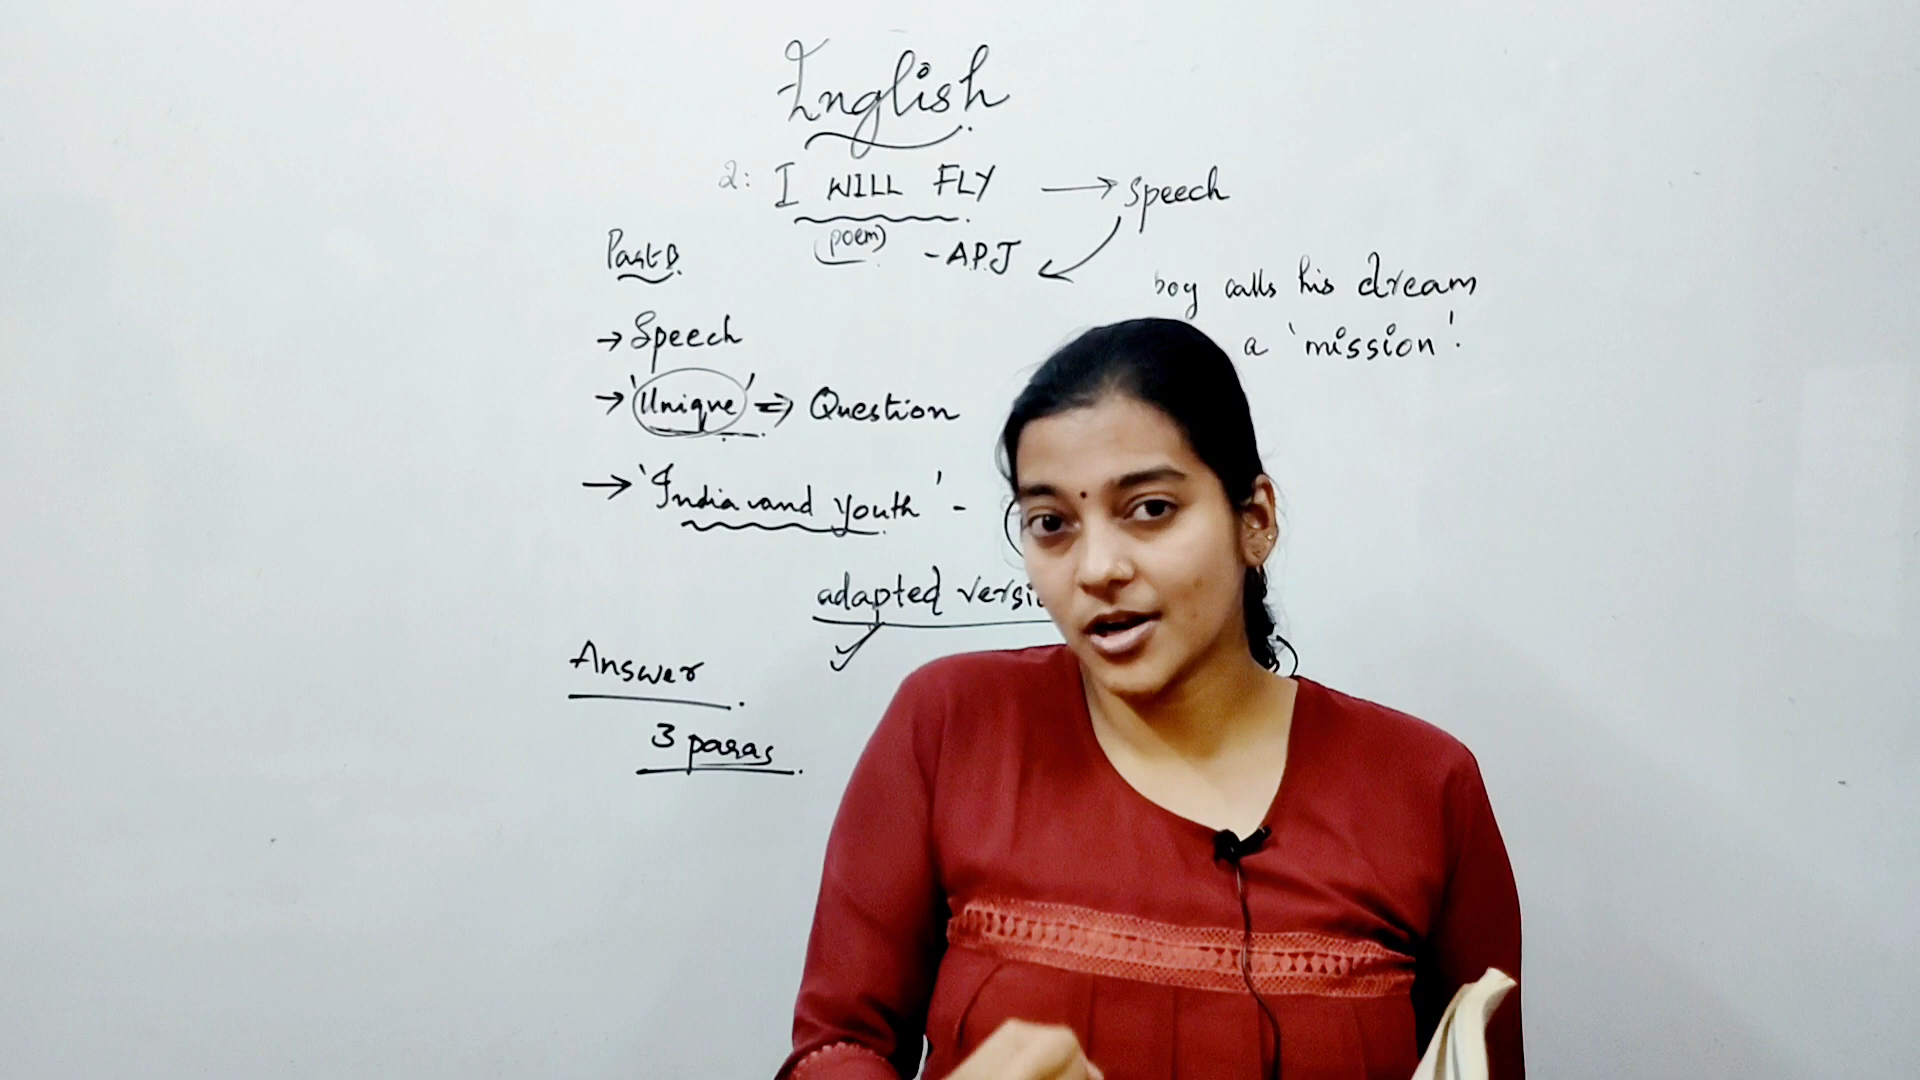 English
2: I WILL FLY → Speech
(poem) - A.P.J
Part B
boy calls his dream
a 'mission'.
→ Speech
→ 'Unique' ⇒ Question
→ 'India and Youth' -
adapted versi
Answer
3 paras